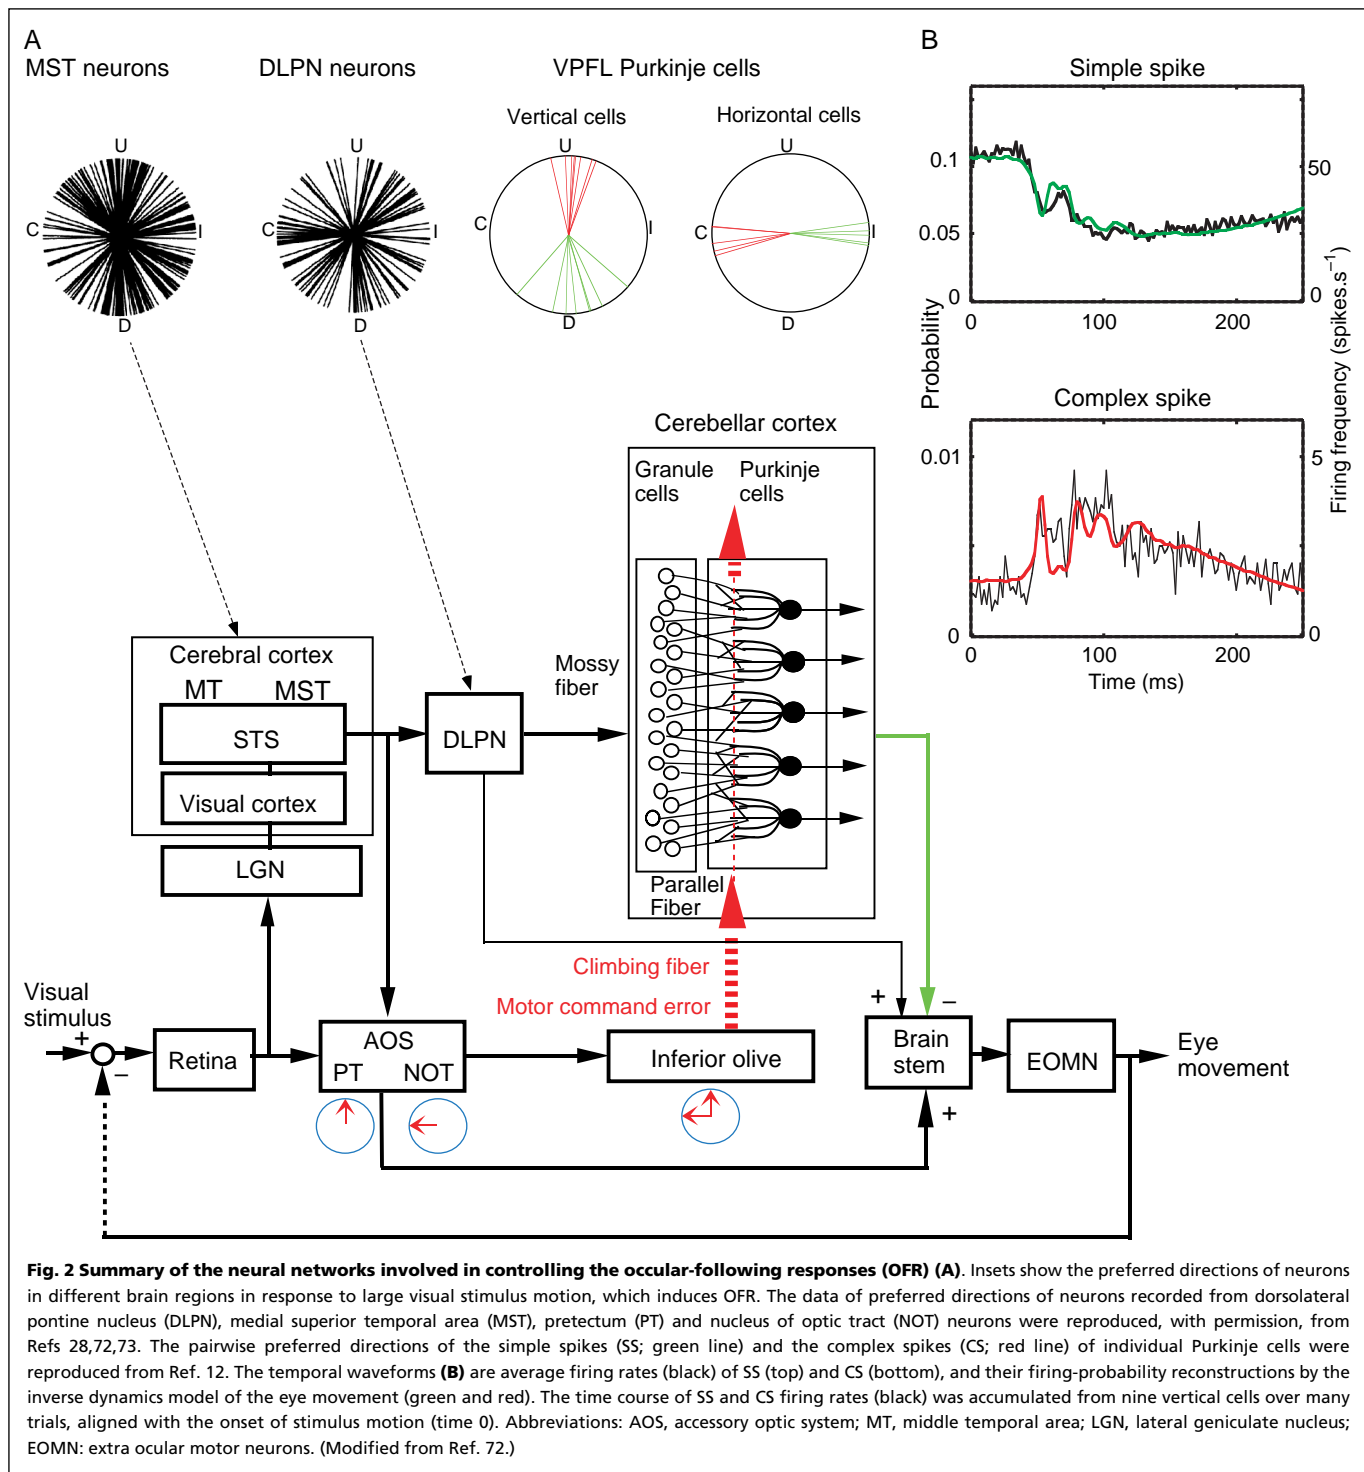 A
MST neurons
DLPN neurons
VPFL Purkinje cells
Vertical cells
Horizontal cells
U
C
I
D
U
C
I
D
U
C
I
D
U
C
I
D
B
Simple spike
0.1
0.05
0
50
0
0
100
200
Probability
Firing frequency (spikes.s−1)
Complex spike
0.01
0
5
0
0
100
200
Time (ms)
Cerebellar cortex
Granule
cells
Purkinje
cells
Parallel
Fiber
Cerebral cortex
MT
MST
STS
Visual cortex
LGN
DLPN
Mossy
fiber
Climbing fiber
Motor command error
Visual
stimulus
+
−
Retina
AOS
PT
NOT
Inferior olive
+
−
+
Brain
stem
EOMN
Eye
movement
Fig. 2 Summary of the neural networks involved in controlling the occular-following responses (OFR) (A). Insets show the preferred directions of neurons
in different brain regions in response to large visual stimulus motion, which induces OFR. The data of preferred directions of neurons recorded from dorsolateral
pontine nucleus (DLPN), medial superior temporal area (MST), pretectum (PT) and nucleus of optic tract (NOT) neurons were reproduced, with permission, from
Refs 28,72,73. The pairwise preferred directions of the simple spikes (SS; green line) and the complex spikes (CS; red line) of individual Purkinje cells were
reproduced from Ref. 12. The temporal waveforms (B) are average firing rates (black) of SS (top) and CS (bottom), and their firing-probability reconstructions by the
inverse dynamics model of the eye movement (green and red). The time course of SS and CS firing rates (black) was accumulated from nine vertical cells over many
trials, aligned with the onset of stimulus motion (time 0). Abbreviations: AOS, accessory optic system; MT, middle temporal area; LGN, lateral geniculate nucleus;
EOMN: extra ocular motor neurons. (Modified from Ref. 72.)